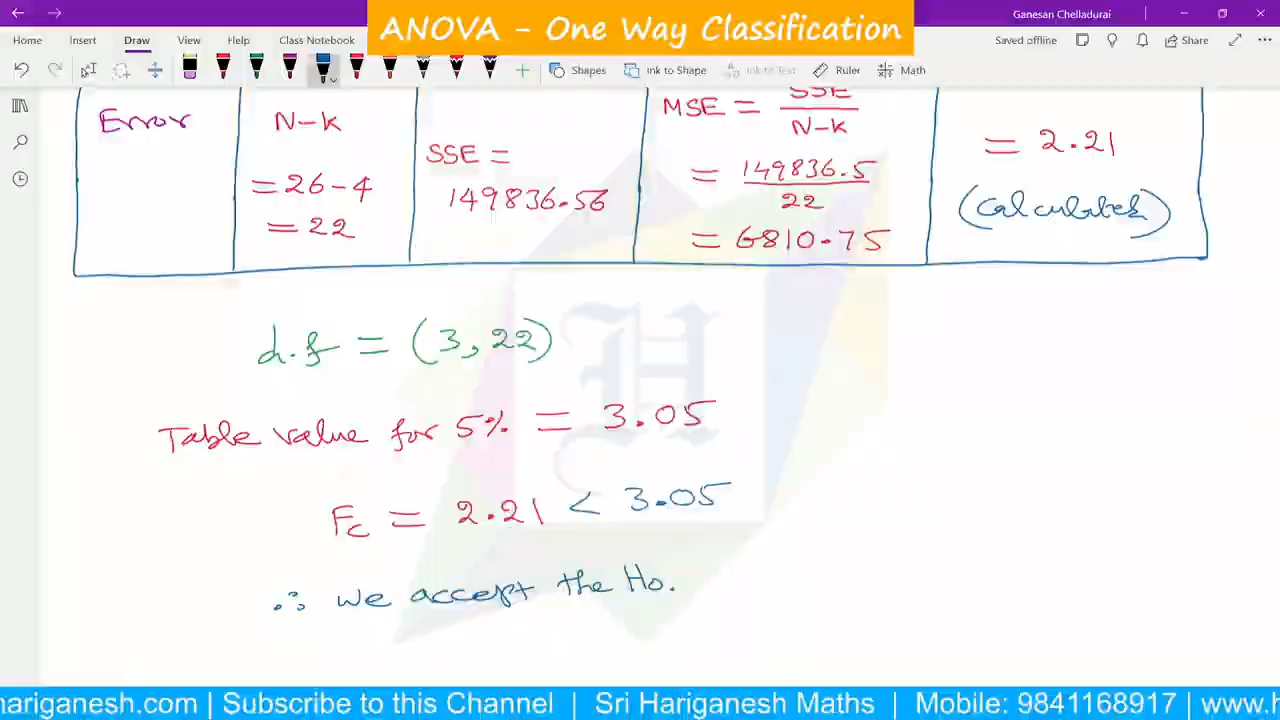 ANOVA - One Way Classification
Ganesan Chelladurai
Home Insert Draw View Help Class Notebook
Saved offline
Share
Shapes
Ink to Shape
Ink to Text
Ruler
Math
Error
N-k
= 26-4
= 22
SSE =
149836.56
MSE = SSE
N-k
= 149836.5
22
= 6810.75
= 2.21
(calculated)
d.f = (3, 22)
Table value for 5% = 3.05
Fc = 2.21 < 3.05
∴ we accept the Ho.
hariganesh.com | Subscribe to this Channel | Sri Hariganesh Maths | Mobile: 9841168917 | www.h